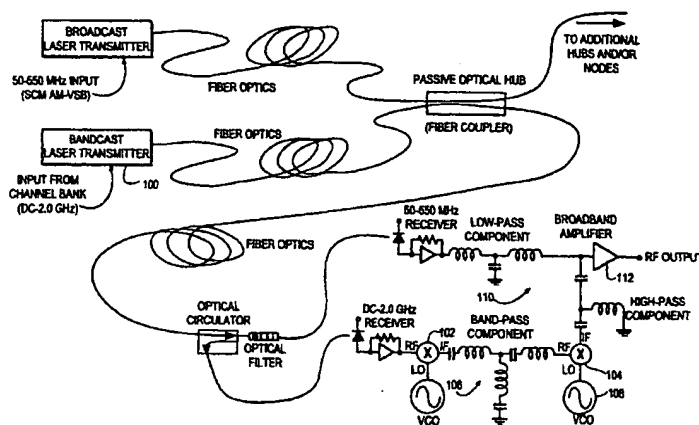 BROADCAST
LASER TRANSMITTER
50-550 MHz INPUT
(SCM AM-VSB)
FIBER OPTICS
TO ADDITIONAL
HUBS AND/OR
NODES
PASSIVE OPTICAL HUB
(FIBER COUPLER)
BANDCAST
LASER TRANSMITTER
FIBER OPTICS
INPUT FROM
CHANNEL BANK
(DC-2.0 GHz)
100
FIBER OPTICS
50-550 MHz
RECEIVER
LOW-PASS
COMPONENT
BROADBAND
AMPLIFIER
RF OUTPUT
112
110
HIGH-PASS
COMPONENT
OPTICAL
CIRCULATOR
OPTICAL
FILTER
DC-2.0 GHz
RECEIVER
102
BAND-PASS
COMPONENT
RF
X
IF
LO
106
VCO
RF
X
IF
LO
104
108
VCO